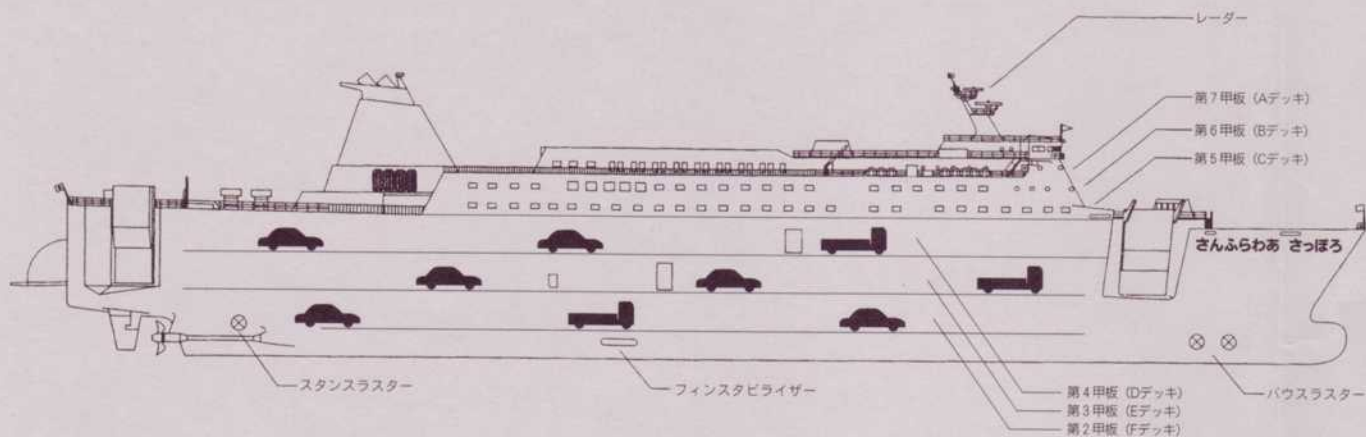 レーダー
第7甲板 (Aデッキ)
第6甲板 (Bデッキ)
第5甲板 (Cデッキ)
さんふらわあ さっぽろ
スタンスラスター
フィンスタビライザー
第4甲板 (Dデッキ)
第3甲板 (Eデッキ)
第2甲板 (Fデッキ)
バウスラスター